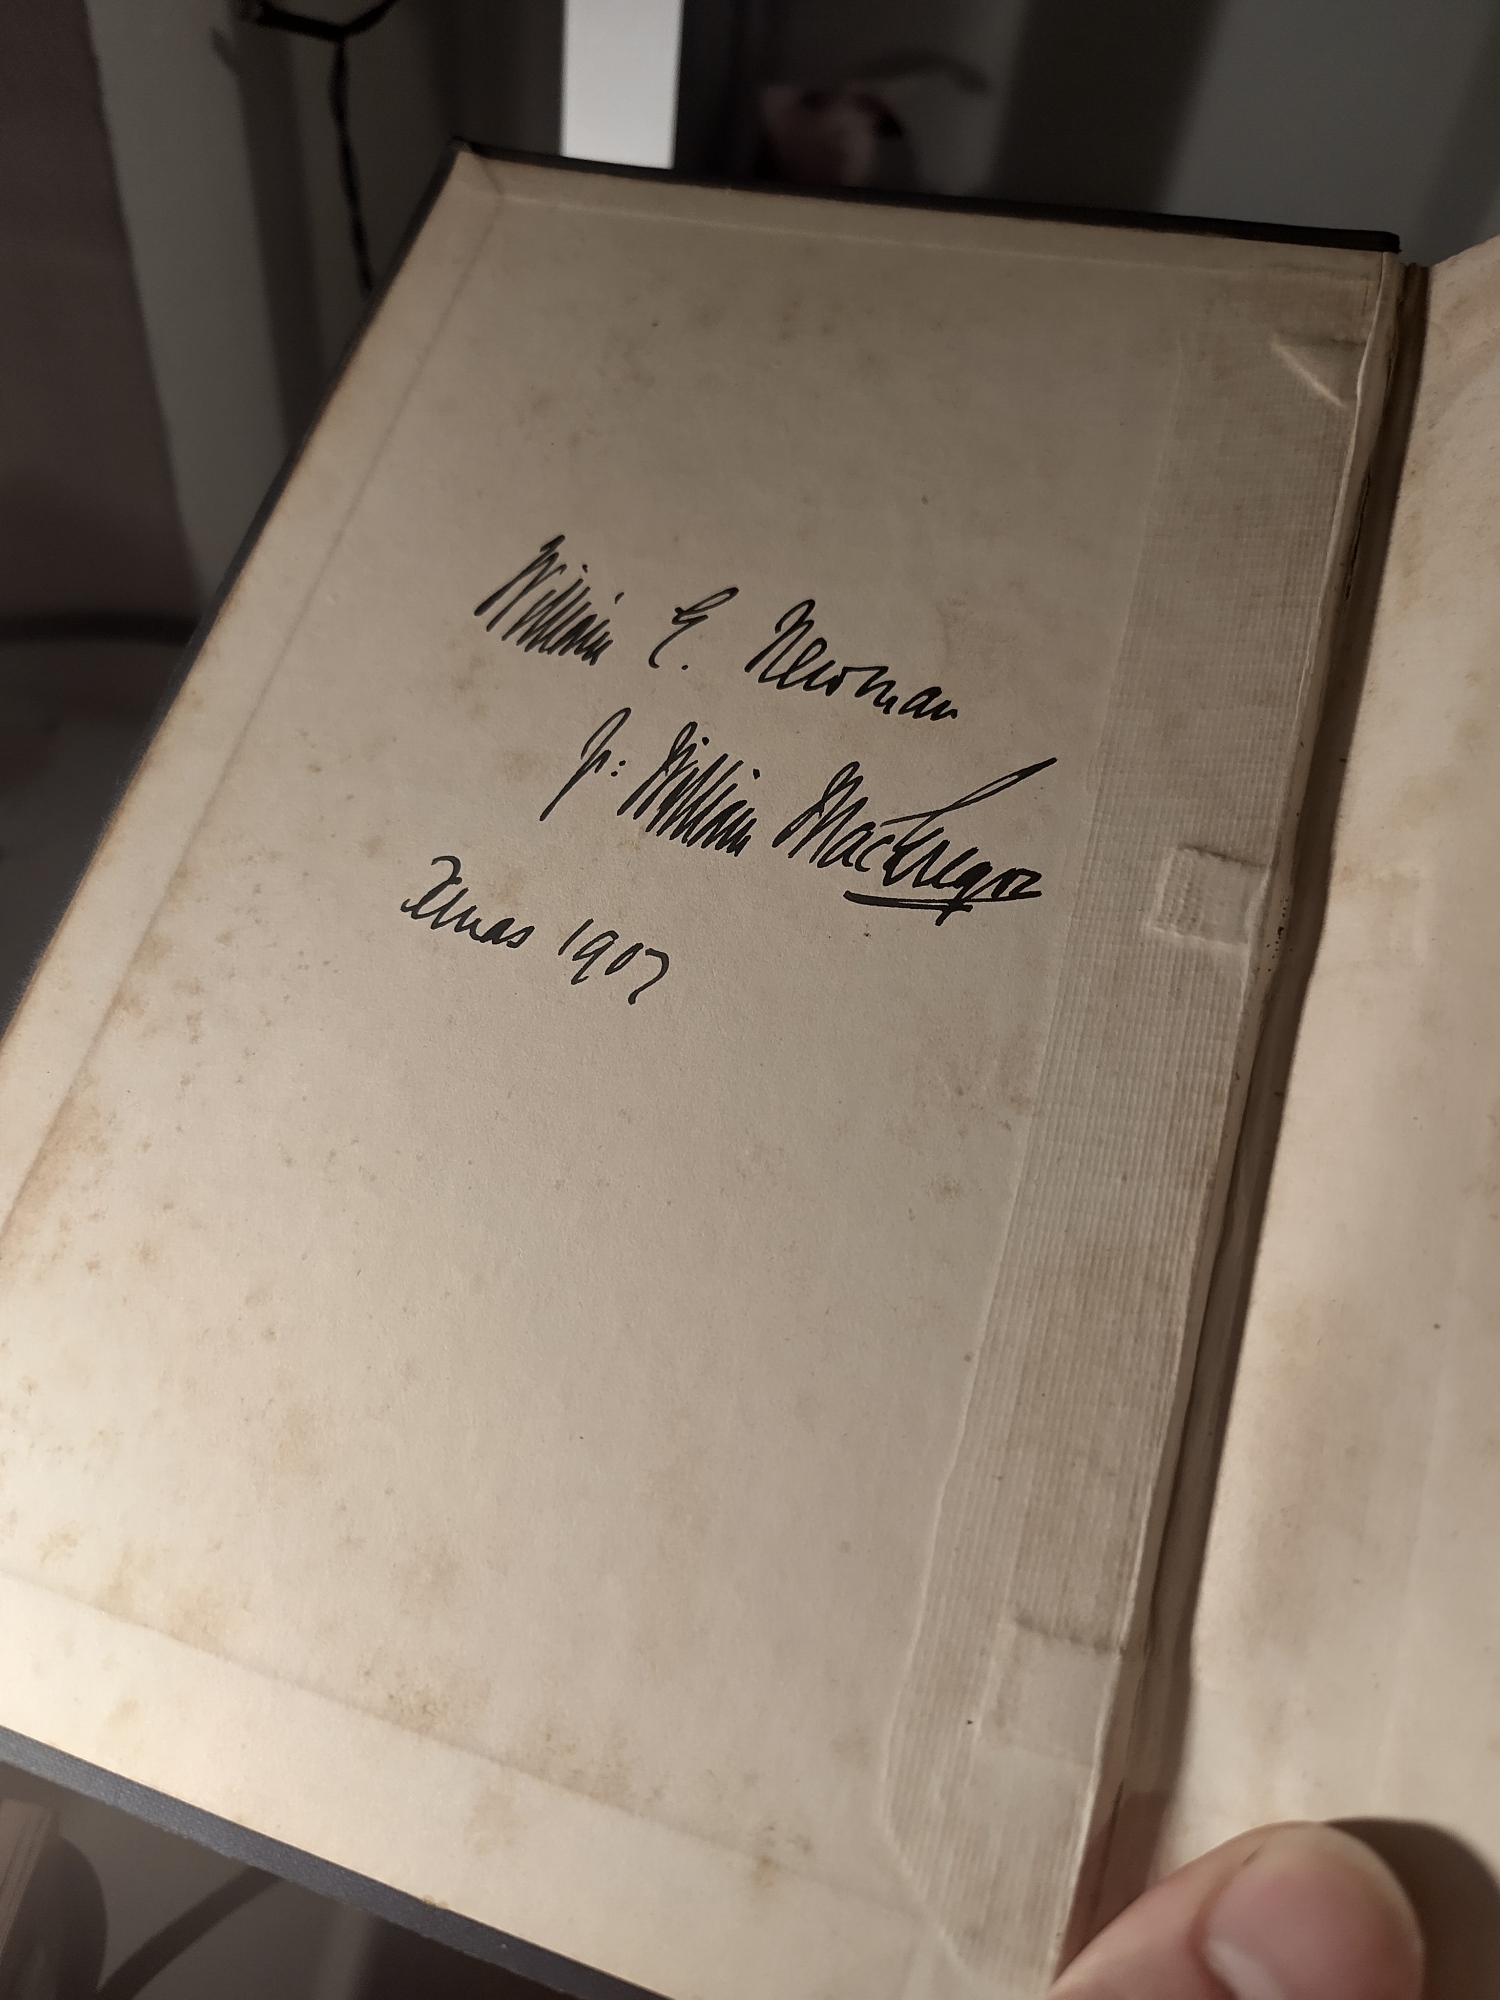 William E. Newman
fr: William MacGregor
Xmas 1907